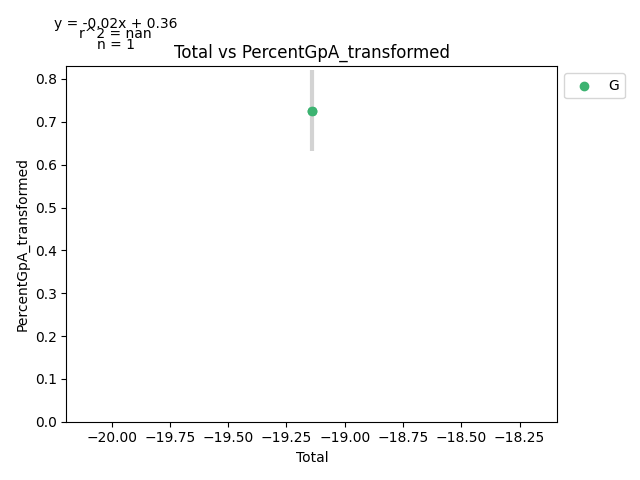 y = -0.02x + 0.36
r^2 = nan
n = 1
Total vs PercentGpA_transformed
G
PercentGpA_transformed
0.8
0.7
0.6
0.5
0.4
0.3
0.2
0.1
0.0
−20.00 −19.75 −19.50 −19.25 −19.00 −18.75 −18.50 −18.25
Total